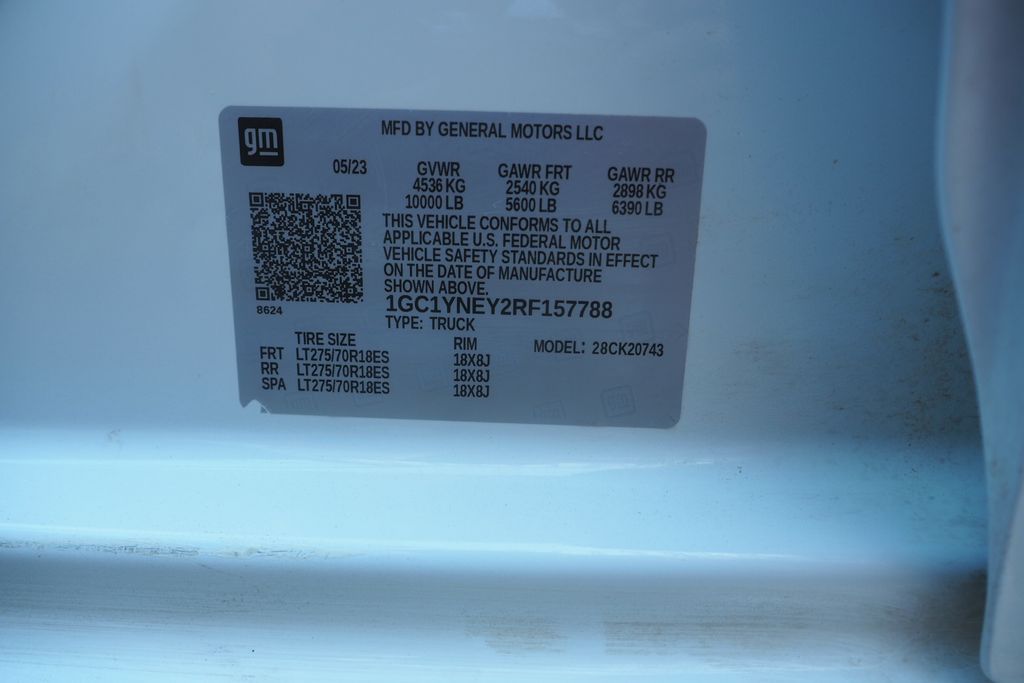 gm
MFD BY GENERAL MOTORS LLC
05/23 GVWR GAWR FRT GAWR RR
4536 KG 2540 KG 2898 KG
10000 LB 5600 LB 6390 LB
THIS VEHICLE CONFORMS TO ALL
APPLICABLE U.S. FEDERAL MOTOR
VEHICLE SAFETY STANDARDS IN EFFECT
ON THE DATE OF MANUFACTURE
SHOWN ABOVE.
8624
1GC1YNEY2RF157788
TYPE: TRUCK
TIRE SIZE RIM MODEL: 28CK20743
FRT LT275/70R18ES 18X8J
RR LT275/70R18ES 18X8J
SPA LT275/70R18ES 18X8J